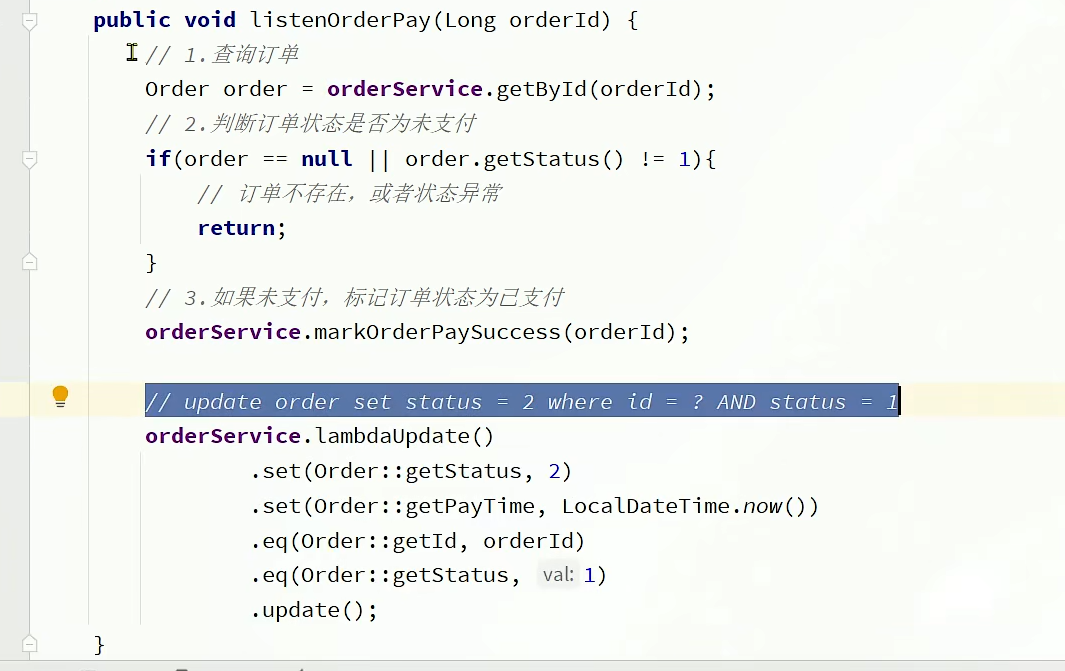 public void listenOrderPay(Long orderId) {
// 1.查询订单
Order order = orderService.getById(orderId);
// 2.判断订单状态是否为未支付
if(order == null || order.getStatus() != 1){
// 订单不存在，或者状态异常
return;
}
// 3.如果未支付，标记订单状态为已支付
orderService.markOrderPaySuccess(orderId);
// update order set status = 2 where id = ? AND status = 1
orderService.lambdaUpdate()
.set(Order::getStatus, 2)
.set(Order::getPayTime, LocalDateTime.now())
.eq(Order::getId, orderId)
.eq(Order::getStatus, val: 1)
.update();
}